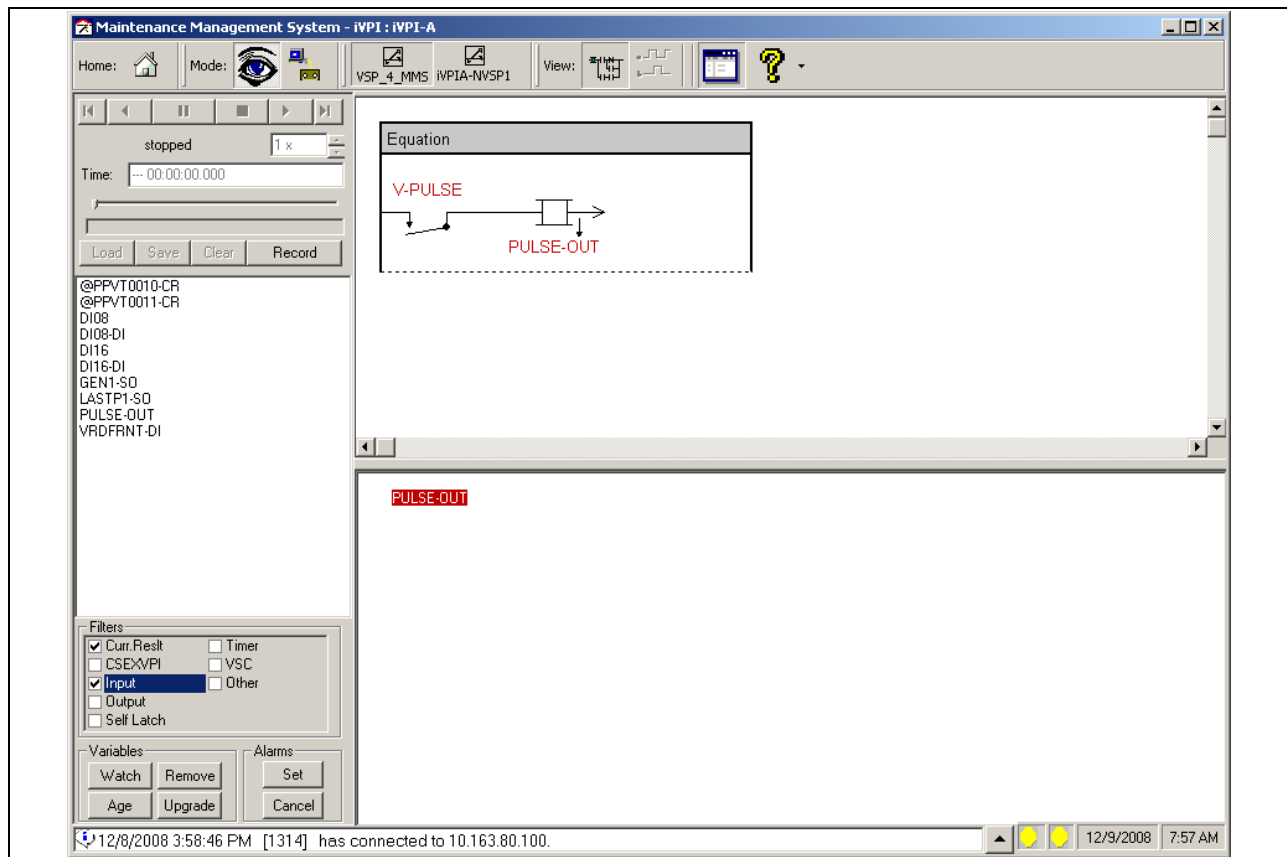 Maintenance Management System - iVPI : iVPI-A
Home:
Mode:
VSP_4_MMS
iVPIA-NVSP1
View:
stopped
1 x
Time:
--- 00:00:00.000
Load
Save
Clear
Record
@PPVT0010-CR
@PPVT0011-CR
DI08
DI08-DI
DI16
DI16-DI
GEN1-SO
LASTP1-SO
PULSE-OUT
VRDFRNT-DI
Equation
V-PULSE
PULSE-OUT
PULSE-OUT
Filters
Curr.Reslt
Timer
CSEXVPI
VSC
Input
Other
Output
Self Latch
Variables
Watch
Remove
Age
Upgrade
Alarms
Set
Cancel
12/8/2008 3:58:46 PM [1314] has connected to 10.163.80.100.
12/9/2008
7:57 AM